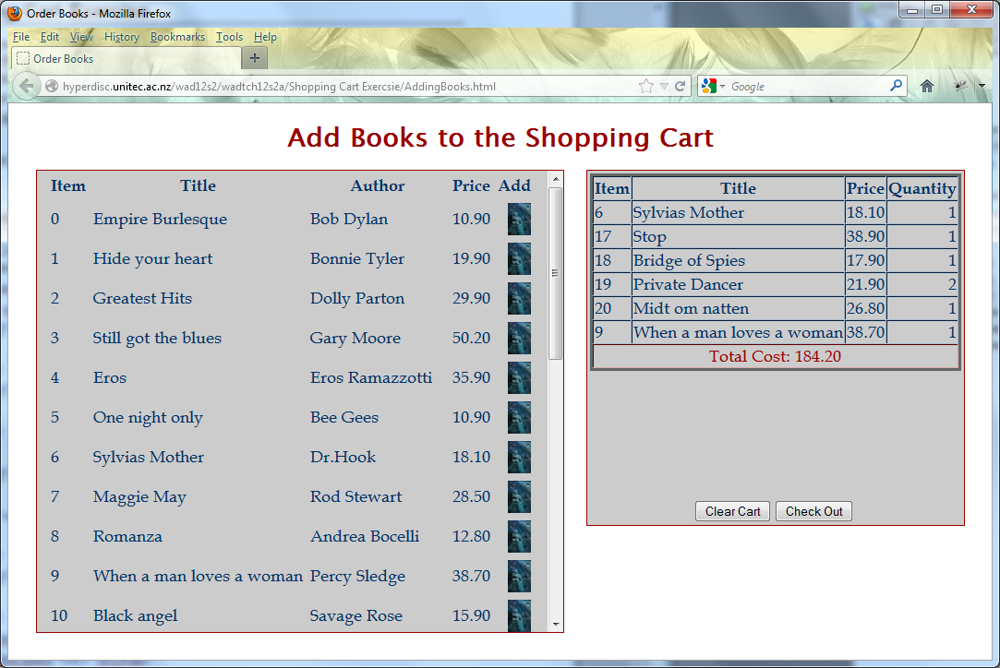 Order Books - Mozilla Firefox
File Edit View History Bookmarks Tools Help
Order Books
hyperdisc.unitec.ac.nz/wad12s2/wadtch12s2a/Shopping Cart Exercsie/AddingBooks.html
Google
Add Books to the Shopping Cart
Item Title Author Price Add
0 Empire Burlesque Bob Dylan 10.90
1 Hide your heart Bonnie Tyler 19.90
2 Greatest Hits Dolly Parton 29.90
3 Still got the blues Gary Moore 50.20
4 Eros Eros Ramazzotti 35.90
5 One night only Bee Gees 10.90
6 Sylvias Mother Dr.Hook 18.10
7 Maggie May Rod Stewart 28.50
8 Romanza Andrea Bocelli 12.80
9 When a man loves a woman Percy Sledge 38.70
10 Black angel Savage Rose 15.90
Item Title Price Quantity
6 Sylvias Mother 18.10 1
17 Stop 38.90 1
18 Bridge of Spies 17.90 1
19 Private Dancer 21.90 2
20 Midt om natten 26.80 1
9 When a man loves a woman 38.70 1
Total Cost: 184.20
Clear Cart Check Out